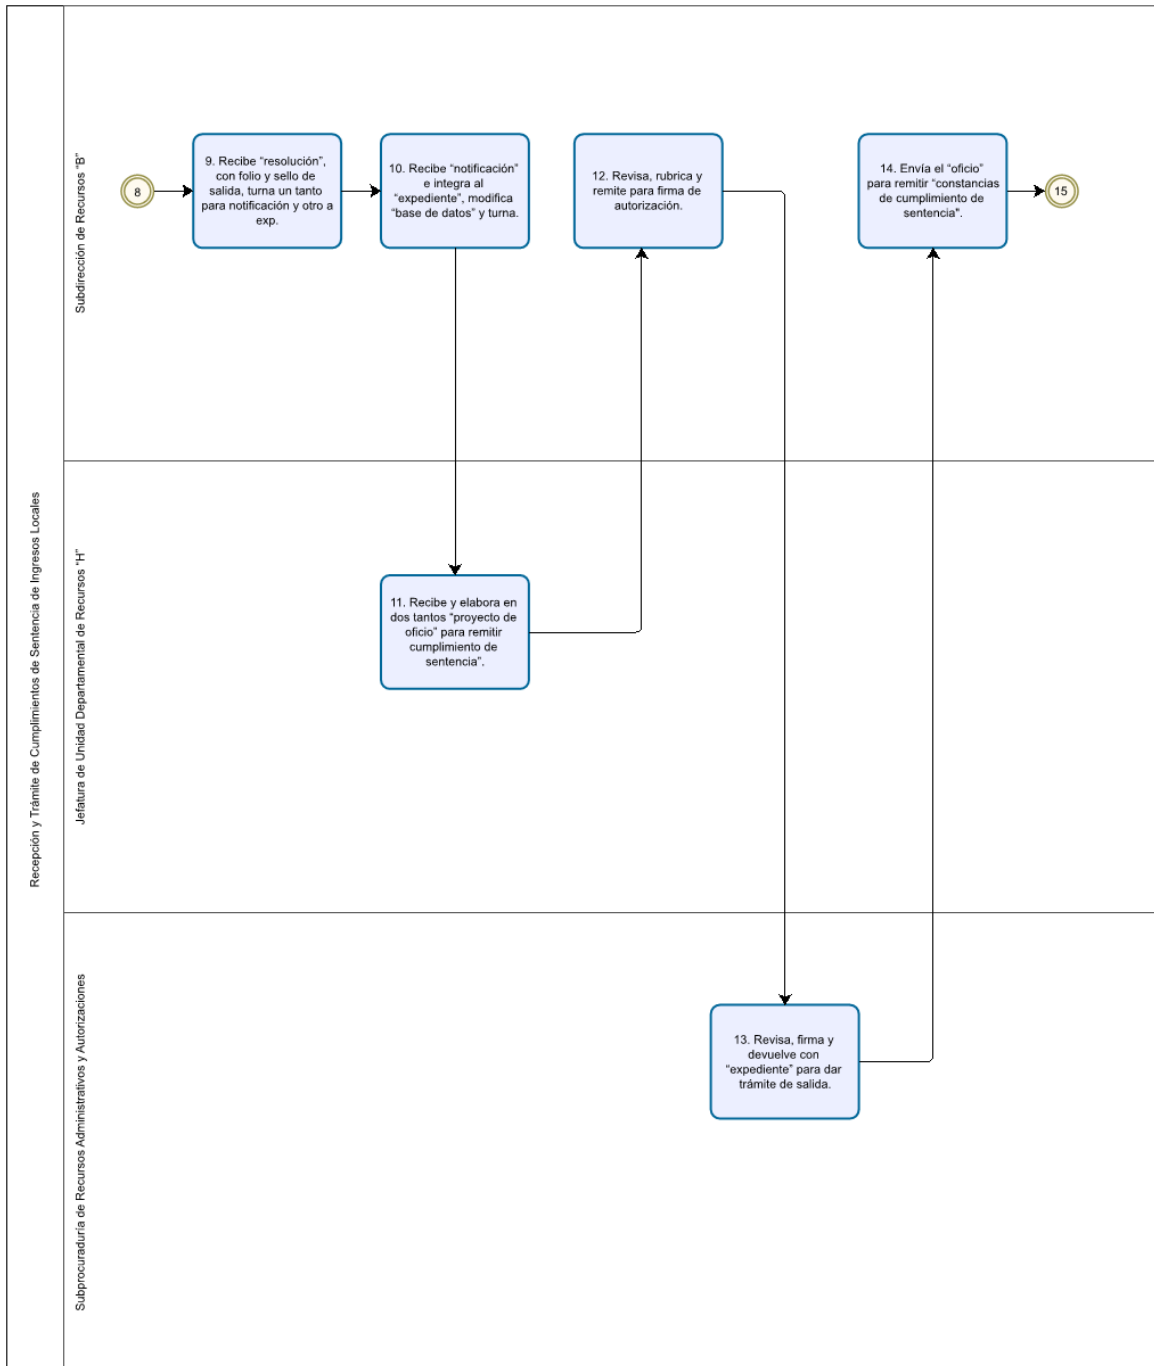 Recepción y Trámite de Cumplimientos de Sentencia de Ingresos Locales
Subdirección de Recursos "B"
8
9. Recibe "resolución",
con folio y sello de
salida, turna un tanto
para notificación y otro a
exp.
10. Recibe "notificación"
e integra al
"expediente", modifica
"base de datos" y turna.
12. Revisa, rubrica y
remite para firma de
autorización.
14. Envía el "oficio"
para remitir "constancias
de cumplimiento de
sentencia".
15
Jefatura de Unidad Departamental de Recursos "H"
11. Recibe y elabora en
dos tantos "proyecto de
oficio" para remitir
cumplimiento de
sentencia".
Subprocuraduría de Recursos Administrativos y Autorizaciones
13. Revisa, firma y
devuelve con
"expediente" para dar
trámite de salida.